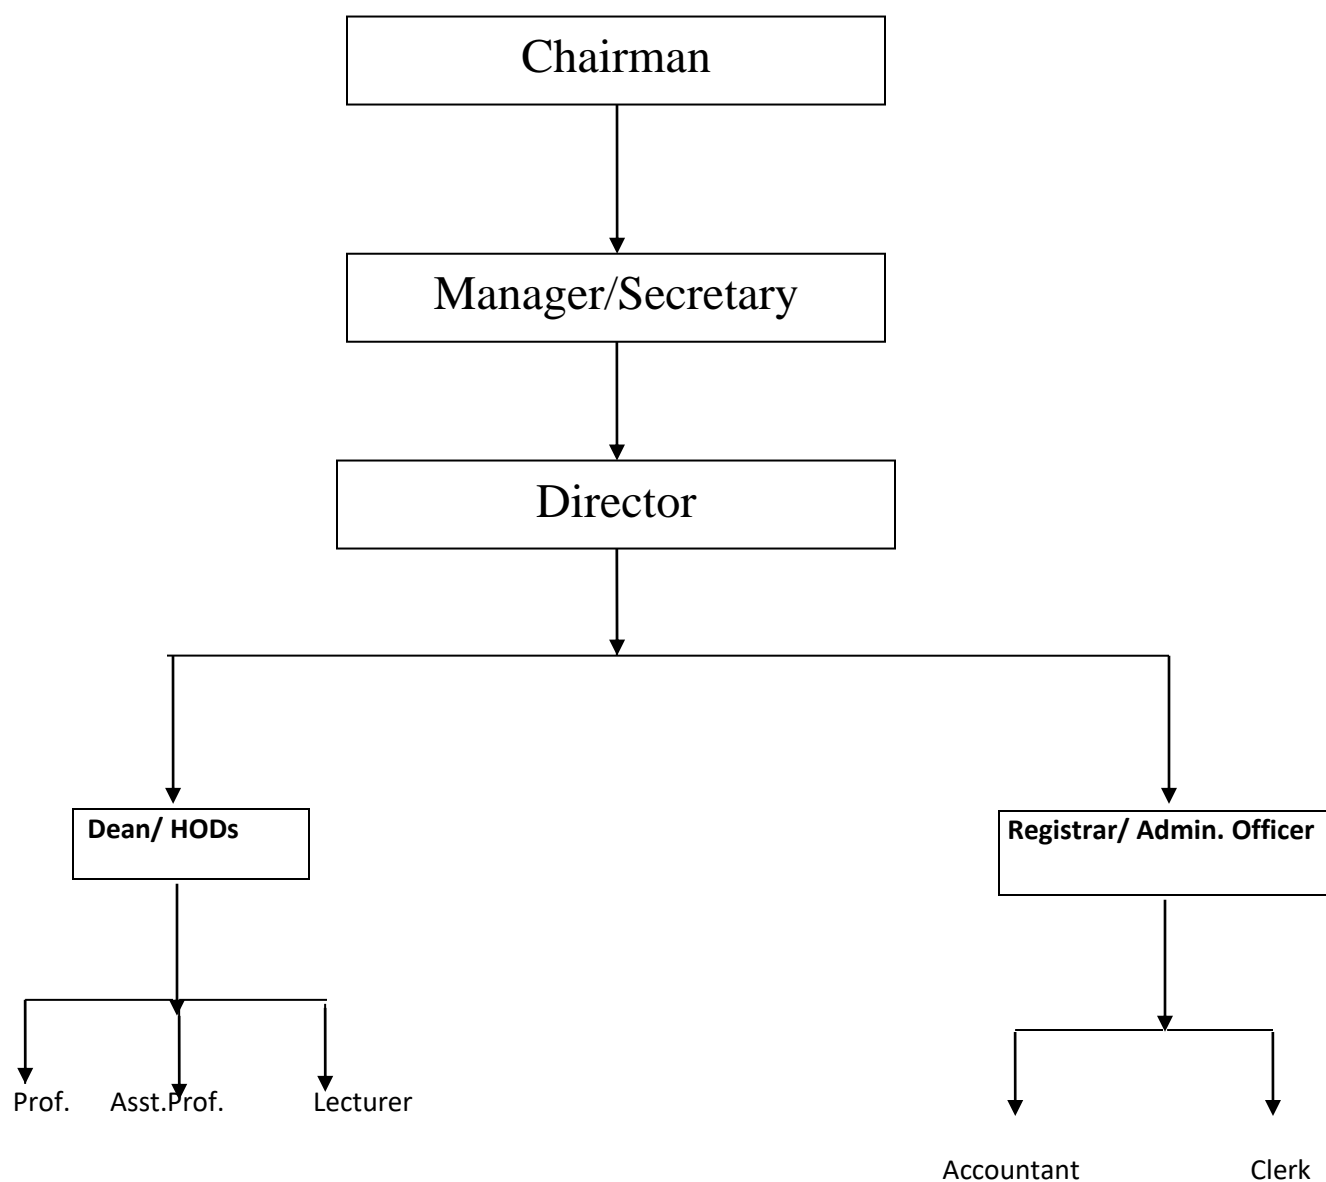 Chairman
Manager/Secretary
Director
Dean/ HODs
Registrar/ Admin. Officer
Prof.
Asst.Prof.
Lecturer
Accountant
Clerk